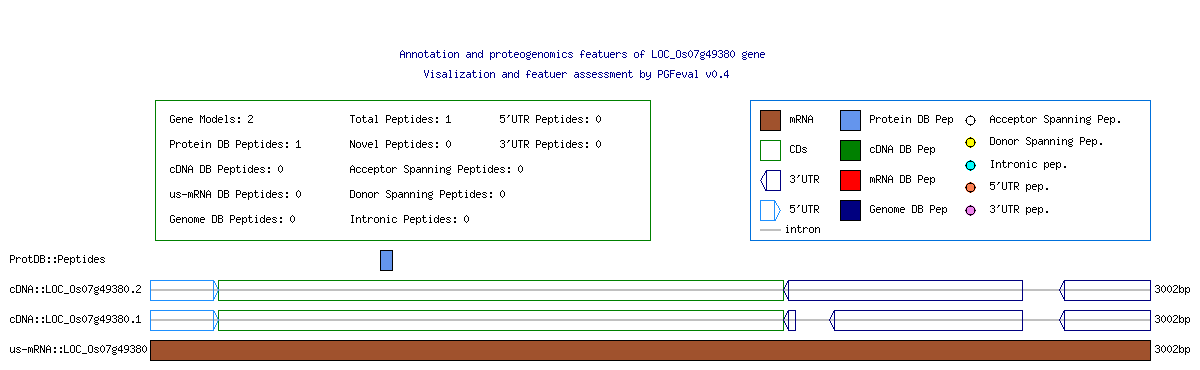 Annotation and proteogenomics featuers of LOC_Os07g49380 gene
Visalization and featuer assessment by PGFeval v0.4
Gene Models: 2 Total Peptides: 1 5'UTR Peptides: 0
Protein DB Peptides: 1 Novel Peptides: 0 3'UTR Peptides: 0
cDNA DB Peptides: 0 Acceptor Spanning Peptides: 0
us-mRNA DB Peptides: 0 Donor Spanning Peptides: 0
Genome DB Peptides: 0 Intronic Peptides: 0
mRNA Protein DB Pep Acceptor Spanning Pep.
CDs cDNA DB Pep Donor Spanning Pep.
3'UTR mRNA DB Pep Intronic pep.
5'UTR Genome DB Pep 5'UTR pep.
intron 3'UTR pep.
ProtDB::Peptides
cDNA::LOC_Os07g49380.2 3002bp
cDNA::LOC_Os07g49380.1 3002bp
us-mRNA::LOC_Os07g49380 3002bp